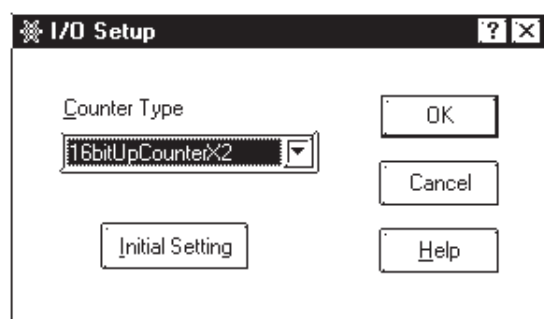 I/O Setup
? X
Counter Type
16bitUpCounterX2
OK
Cancel
Initial Setting
Help